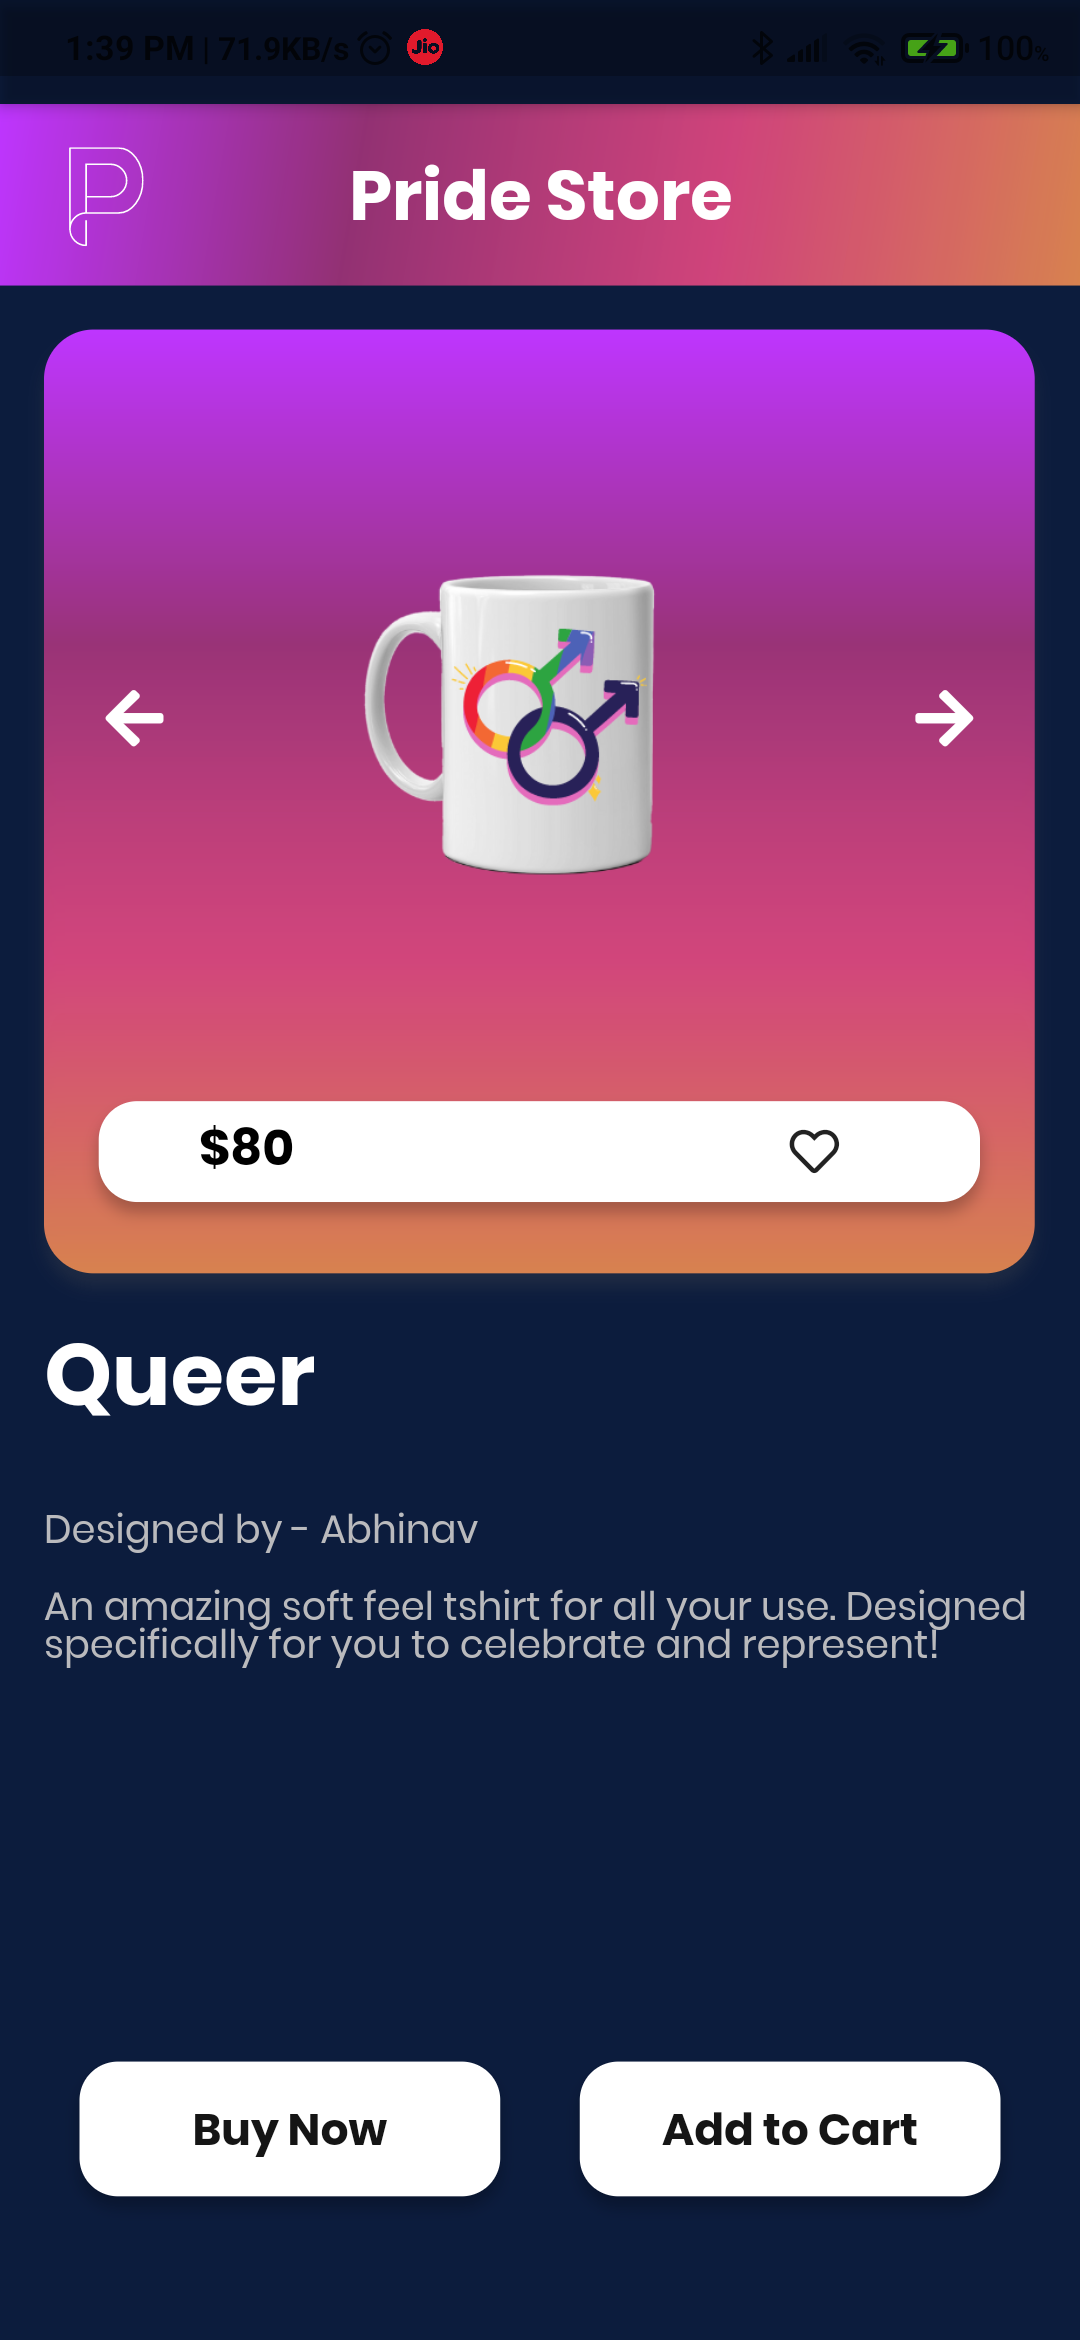 1:39 PM | 71.9KB/s Jio 100%
Pride Store
$80
Queer
Designed by - Abhinav
An amazing soft feel tshirt for all your use. Designed
specifically for you to celebrate and represent!
Buy Now Add to Cart